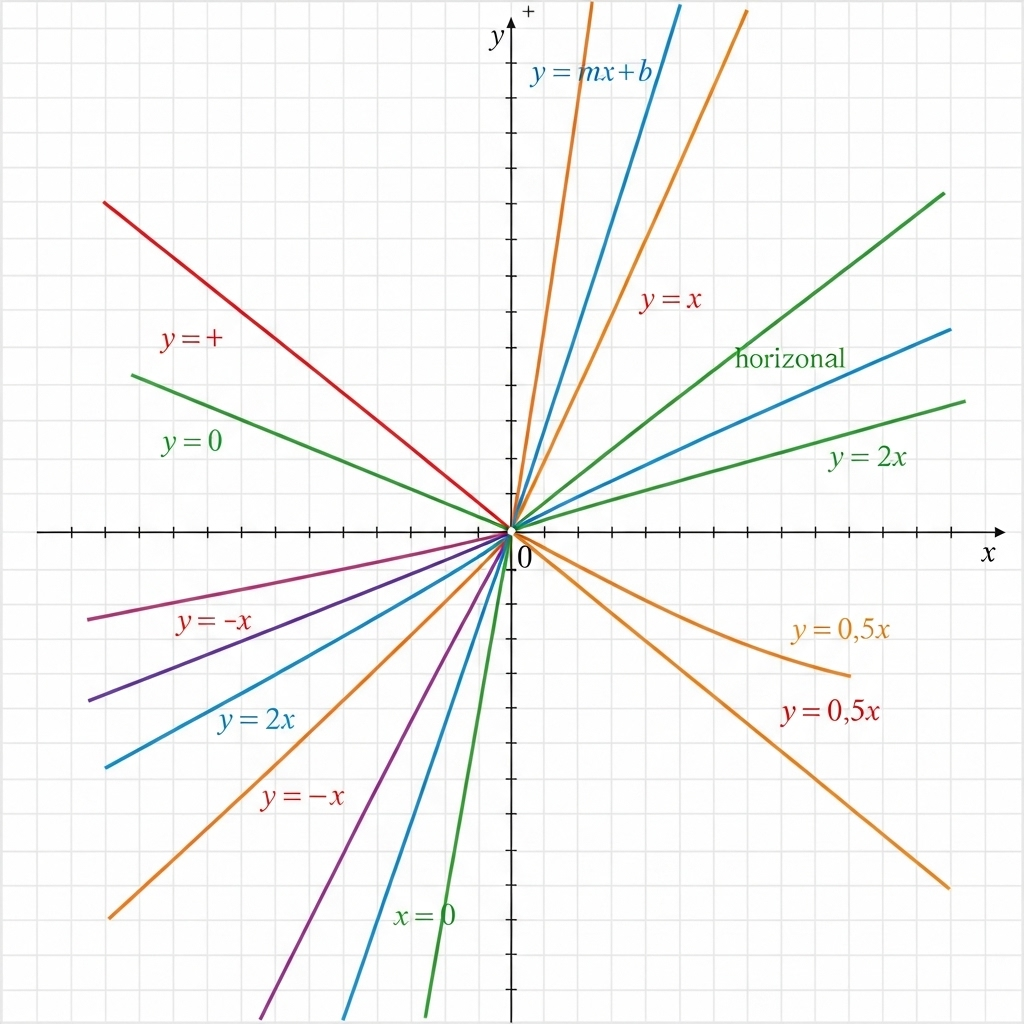 +
y
y = mx+b
y = x
y = +
horizonal
y = 0
y = 2x
0
x
y = -x
y = 0,5x
y = 0,5x
y = 2x
y = −x
x = 0